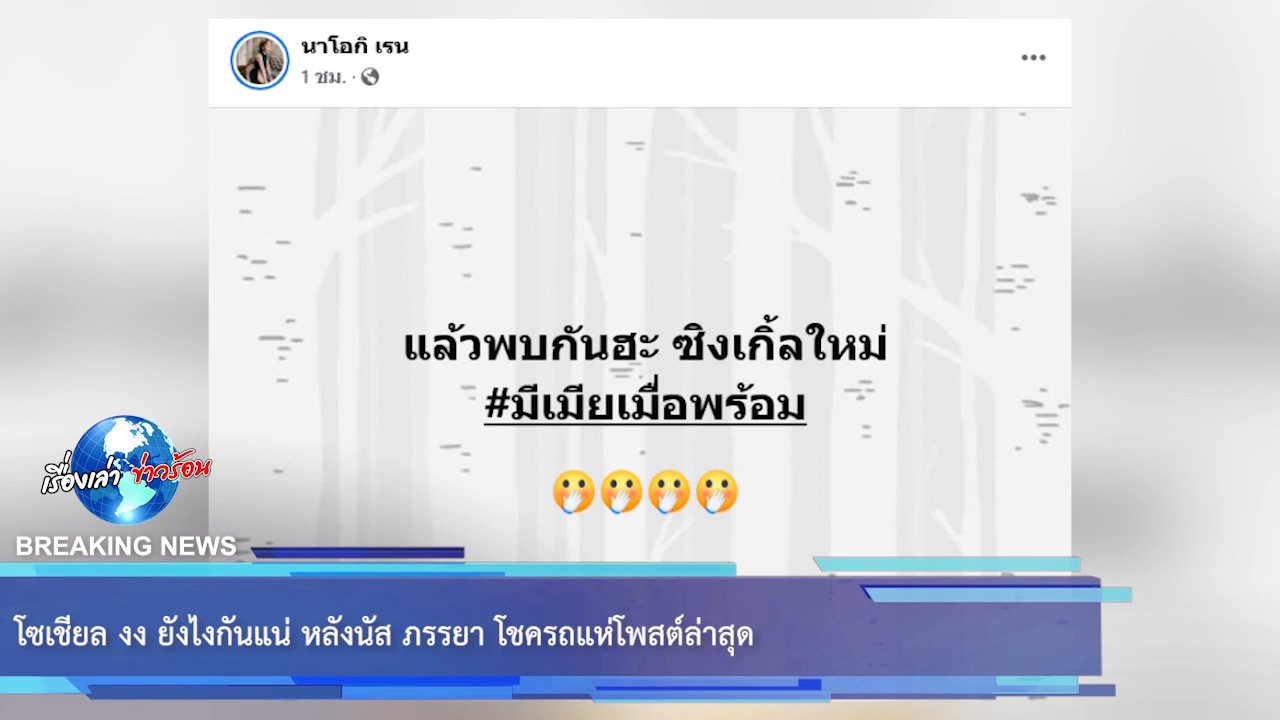 นาโอกิ เรน
1 ชม. ·
แล้วพบกันฮะ ซิงเกิ้ลใหม่
#มีเมียเมื่อพร้อม
เรื่องเล่า ข่าวร้อน
BREAKING NEWS
โซเชียล งง ยังไงกันแน่ หลังนัส ภรรยา โชครถแห่โพสต์ล่าสุด